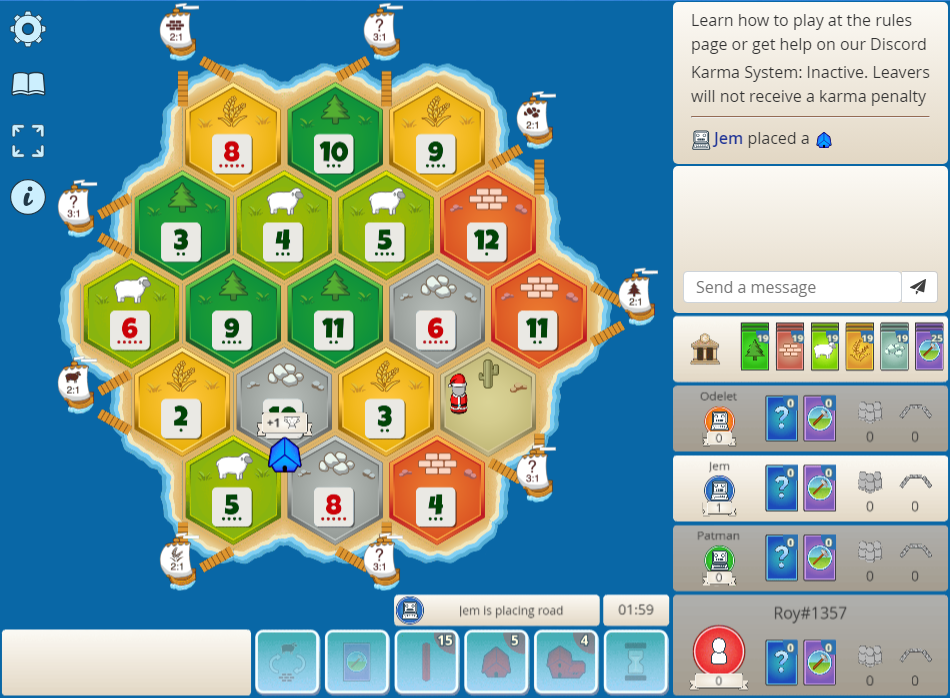 Learn how to play at the rules
page or get help on our Discord
Karma System: Inactive. Leavers
will not receive a karma penalty
Jem placed a
Send a message
19 19 19 19 19 25
Odelet
? 0 0
0 0 0
Jem
? 0 0
1 0 0
Patman
? 0 0
0 0 0
Roy#1357
? 0 0
0 0 0
2:1
?
3:1
2:1
8 10 9
?
3:1
3 4 5 12
2:1
6 9 11 6 11
2:1
2 3
+1
?
3:1
5 8 4
2:1
?
3:1
Jem is placing road
01:59
15 5 4
i